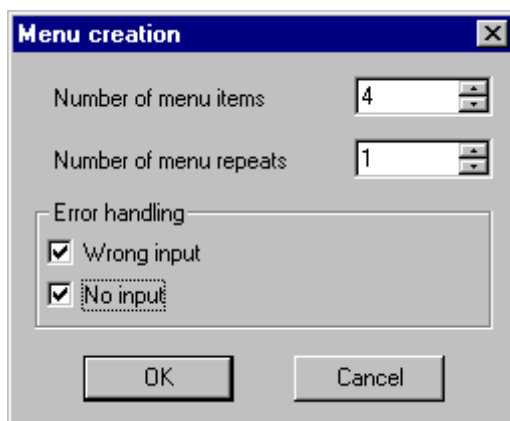 Menu creation
Number of menu items 4
Number of menu repeats 1
Error handling
Wrong input
No input
OK Cancel